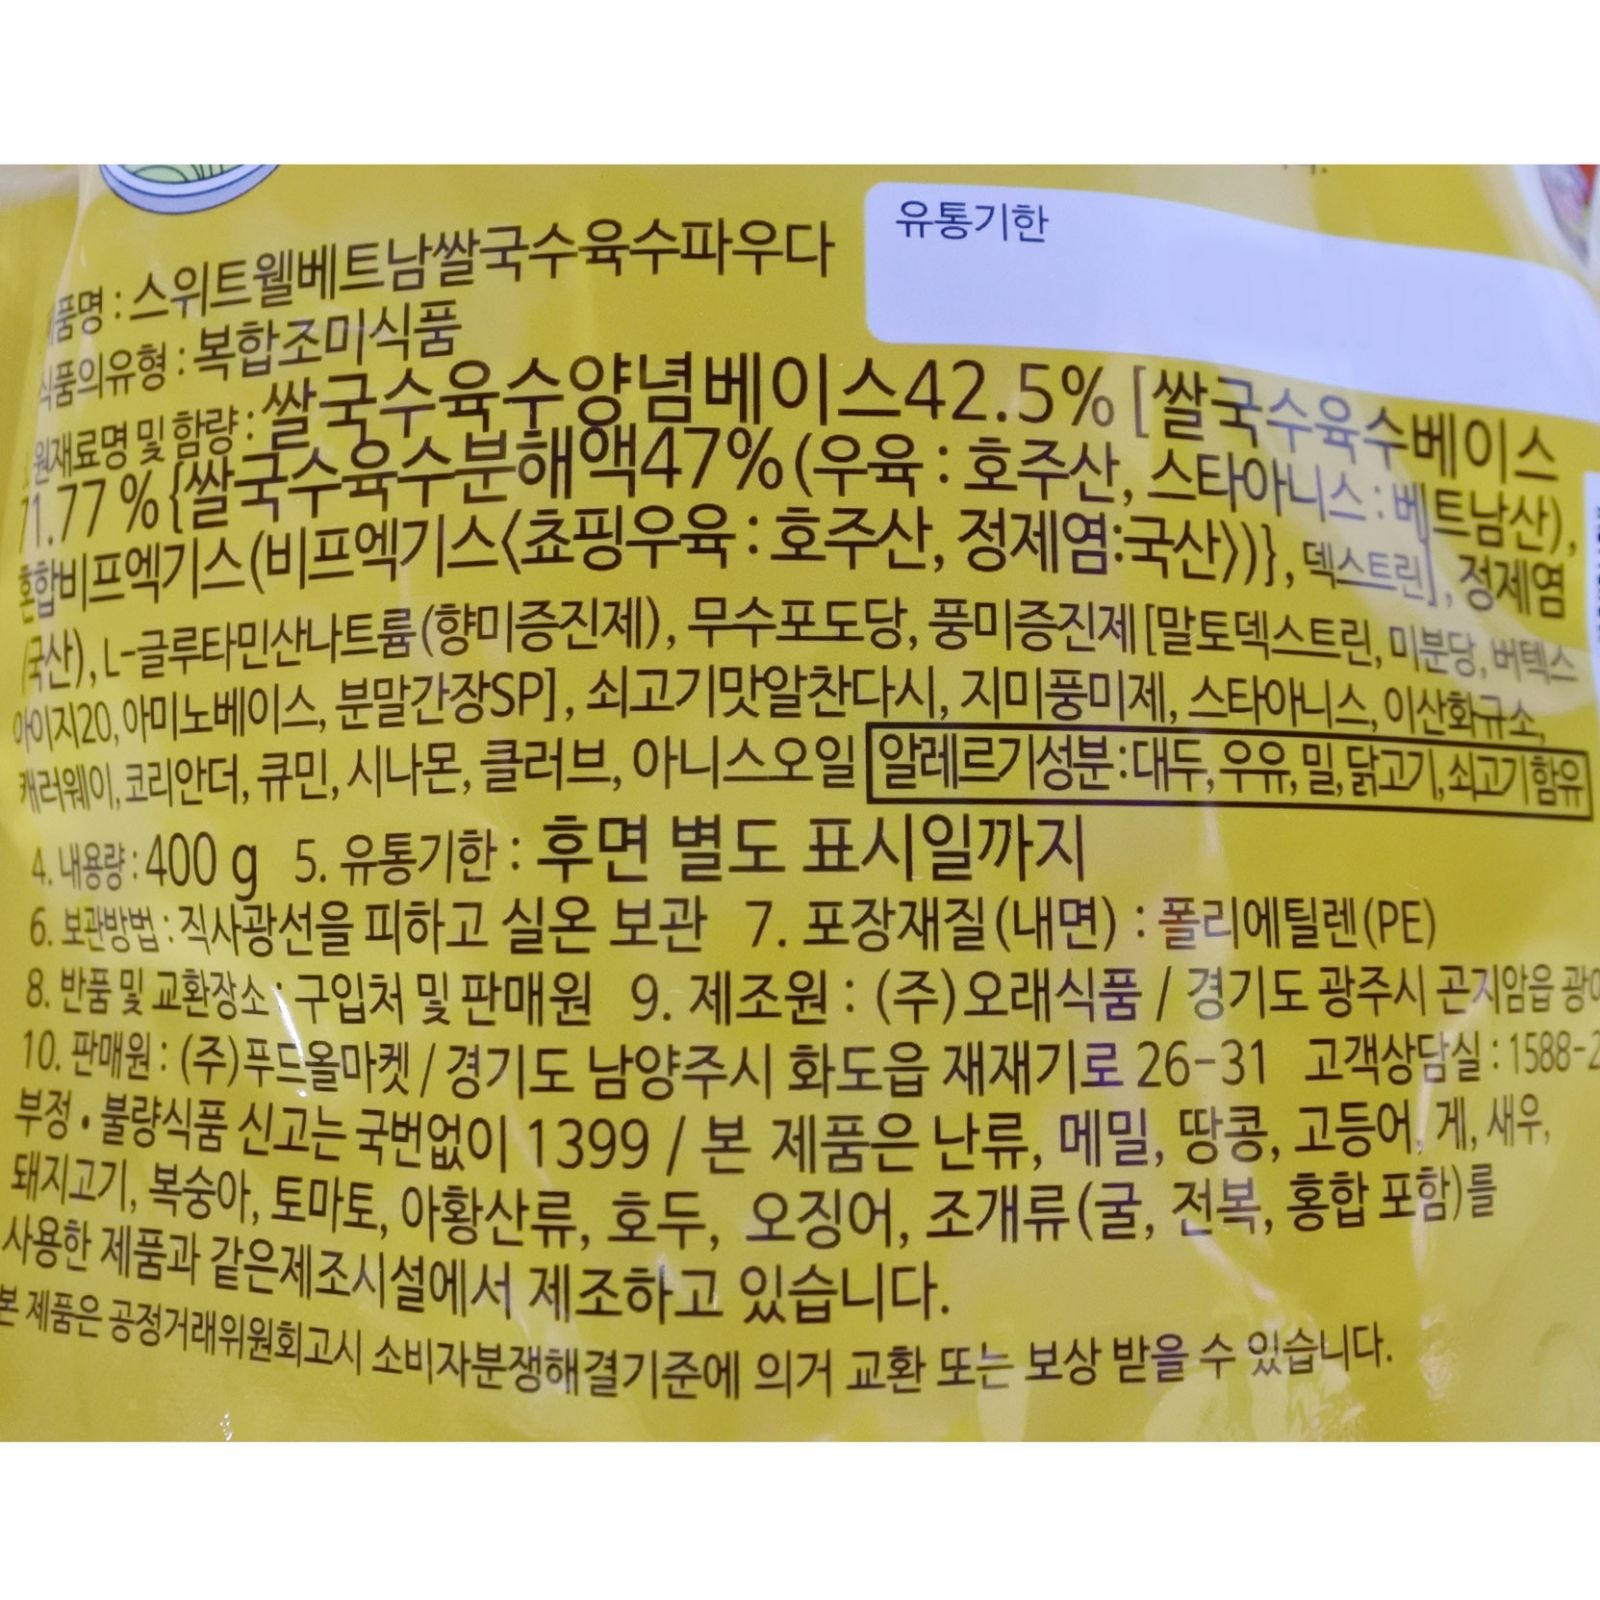 유통기한
품명 : 스위트웰베트남쌀국수육수파우다
식품의유형 : 복합조미식품
원재료명 및 함량 : 쌀국수육수양념베이스42.5% [쌀국수육수베이스
71.77 % {쌀국수육수분해액47% (우육 : 호주산, 스타아니스 : 베트남산),
혼합비프엑기스(비프엑기스〈쵸핑우육 : 호주산, 정제염:국산〉)}, 덱스트린], 정제염
(국산), L-글루타민산나트륨(향미증진제), 무수포도당, 풍미증진제 [말토덱스트린, 미분당, 버텍스
아이지20, 아미노베이스, 분말간장SP], 쇠고기맛알찬다시, 지미풍미제, 스타아니스, 이산화규소,
캐러웨이, 코리안더, 큐민, 시나몬, 클러브, 아니스오일 알레르기성분:대두, 우유, 밀, 닭고기, 쇠고기 함유
4. 내용량 : 400 g 5. 유통기한 : 후면 별도 표시일까지
6. 보관방법 : 직사광선을 피하고 실온 보관 7. 포장재질 (내면) : 폴리에틸렌 (PE)
8. 반품 및 교환장소 : 구입처 및 판매원 9. 제조원 : (주)오래식품 / 경기도 광주시 곤지암읍
10. 판매원 : (주)푸드올마켓 / 경기도 남양주시 화도읍 재재기로 26-31 고객상담실 : 1588-2
부정 • 불량식품 신고는 국번없이 1399 / 본 제품은 난류, 메밀, 땅콩, 고등어, 게, 새우,
돼지고기, 복숭아, 토마토, 아황산류, 호두, 오징어, 조개류 (굴, 전복, 홍합 포함)를
사용한 제품과 같은제조시설에서 제조하고 있습니다.
본 제품은 공정거래위원회고시 소비자분쟁해결기준에 의거 교환 또는 보상 받을 수 있습니다.